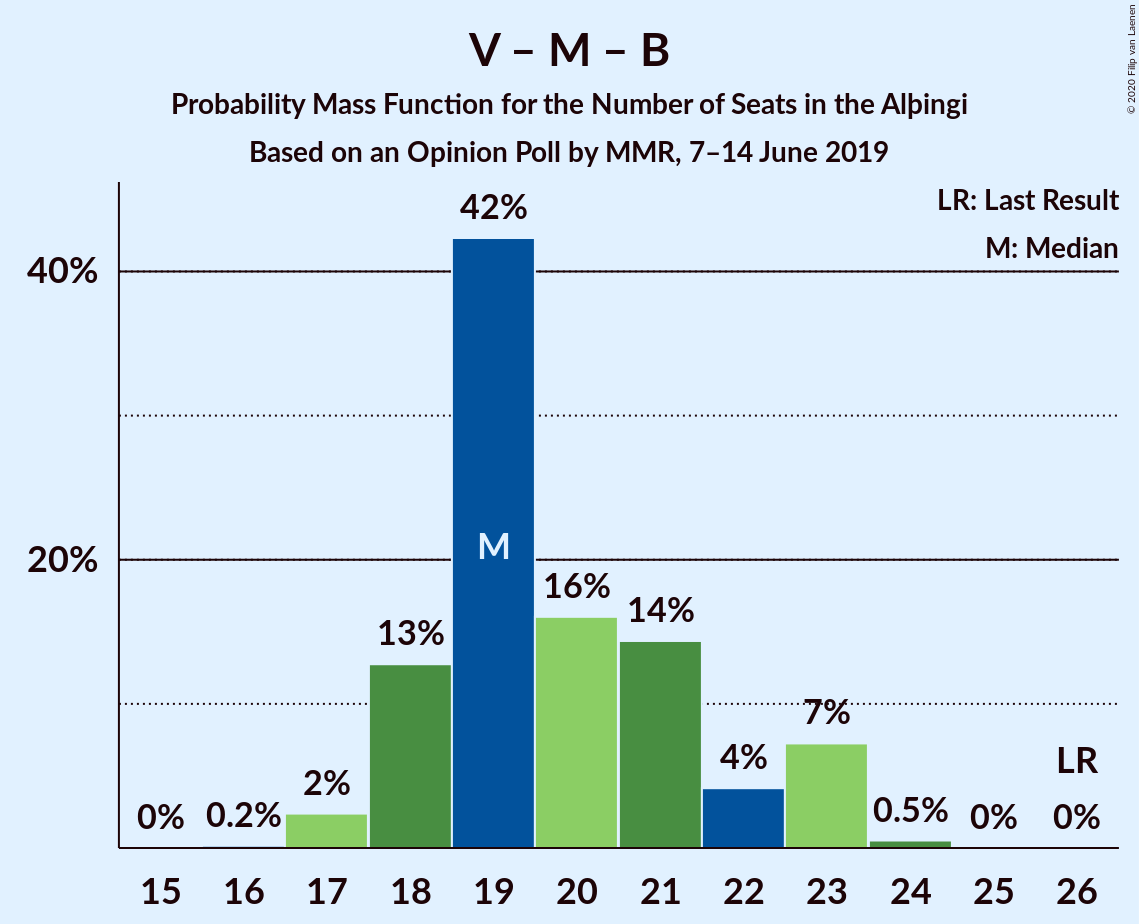 V – M – B
Probability Mass Function for the Number of Seats in the Alþingi
Based on an Opinion Poll by MMR, 7–14 June 2019
© 2020 Filip van Laenen
LR: Last Result
M: Median
40%
20%
0%
0.2%
2%
13%
42%
M
16%
14%
4%
7%
0.5%
0%
LR
0%
15 16 17 18 19 20 21 22 23 24 25 26